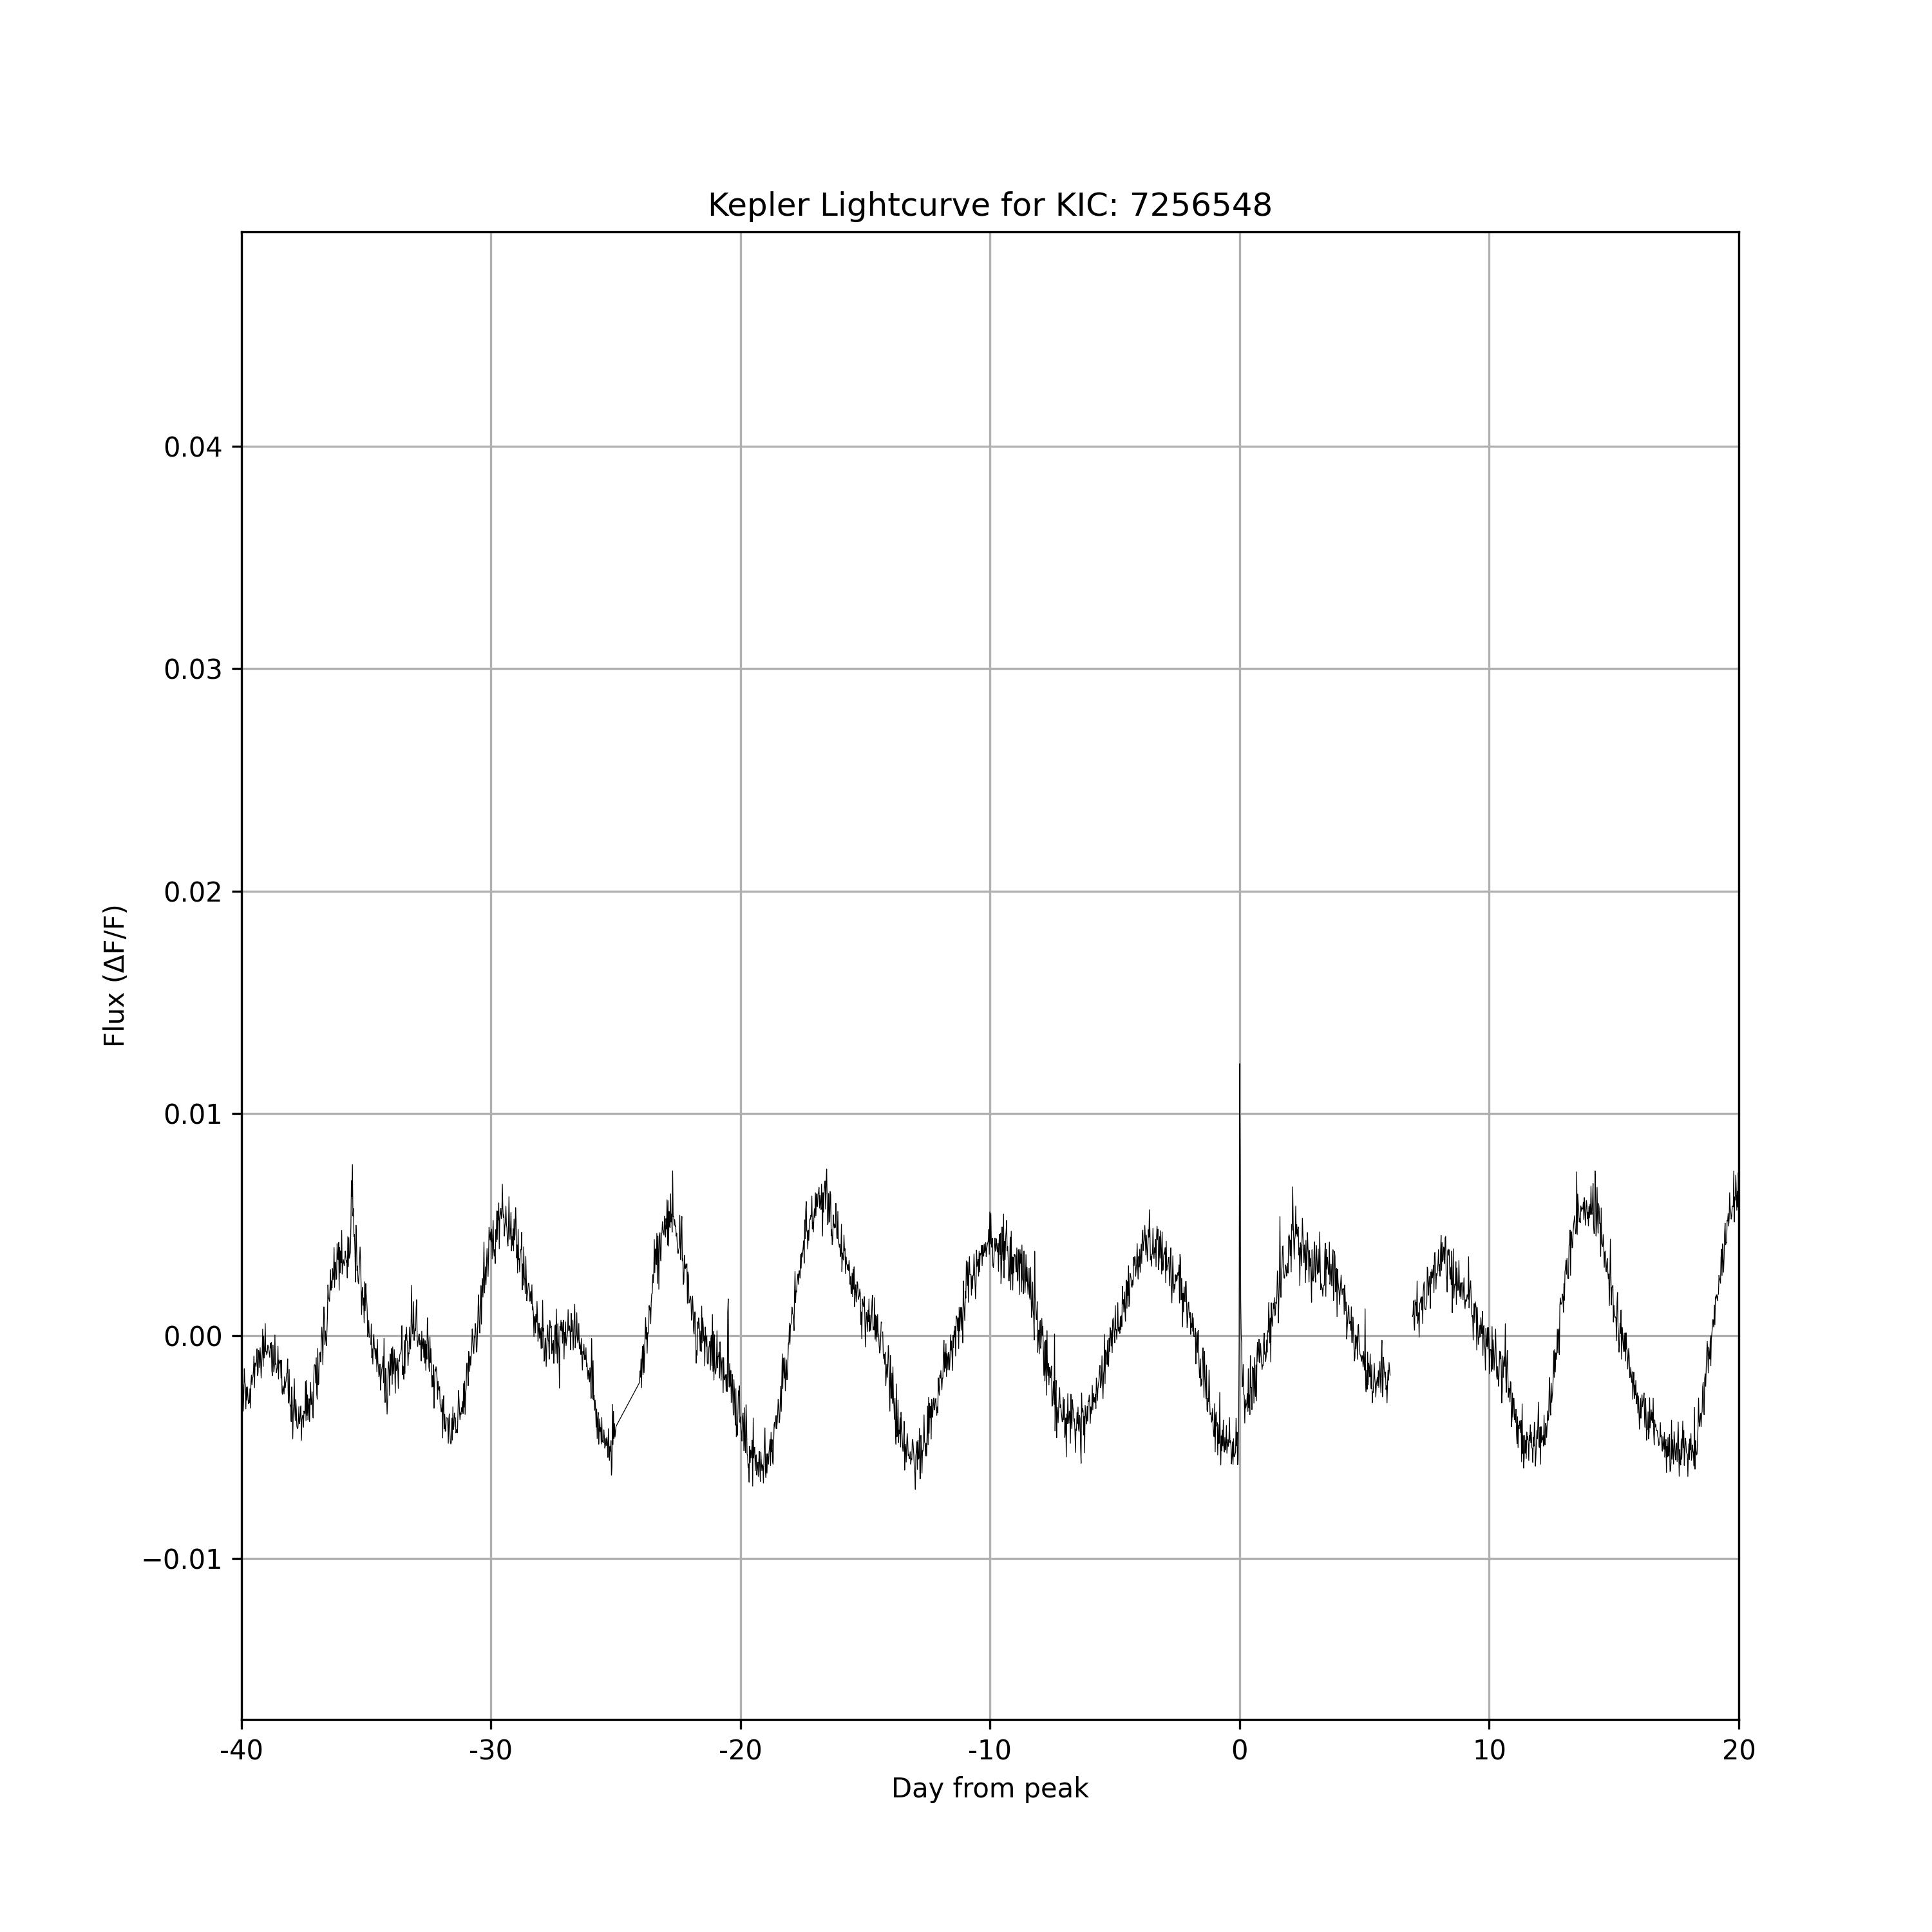 Kepler Lightcurve for KIC: 7256548
Flux (ΔF/F)
0.04
0.03
0.02
0.01
0.00
−0.01
-40 -30 -20 -10 0 10 20
Day from peak